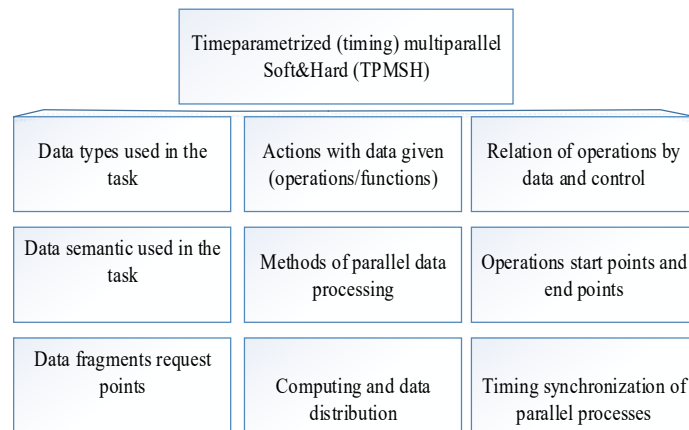 Timeparametrized (timing) multiparallel
Soft&Hard (TPMSH)
Data types used in the
task
Actions with data given
(operations/functions)
Relation of operations by
data and control
Data semantic used in the
task
Methods of parallel data
processing
Operations start points and
end points
Data fragments request
points
Computing and data
distribution
Timing synchronization of
parallel processes